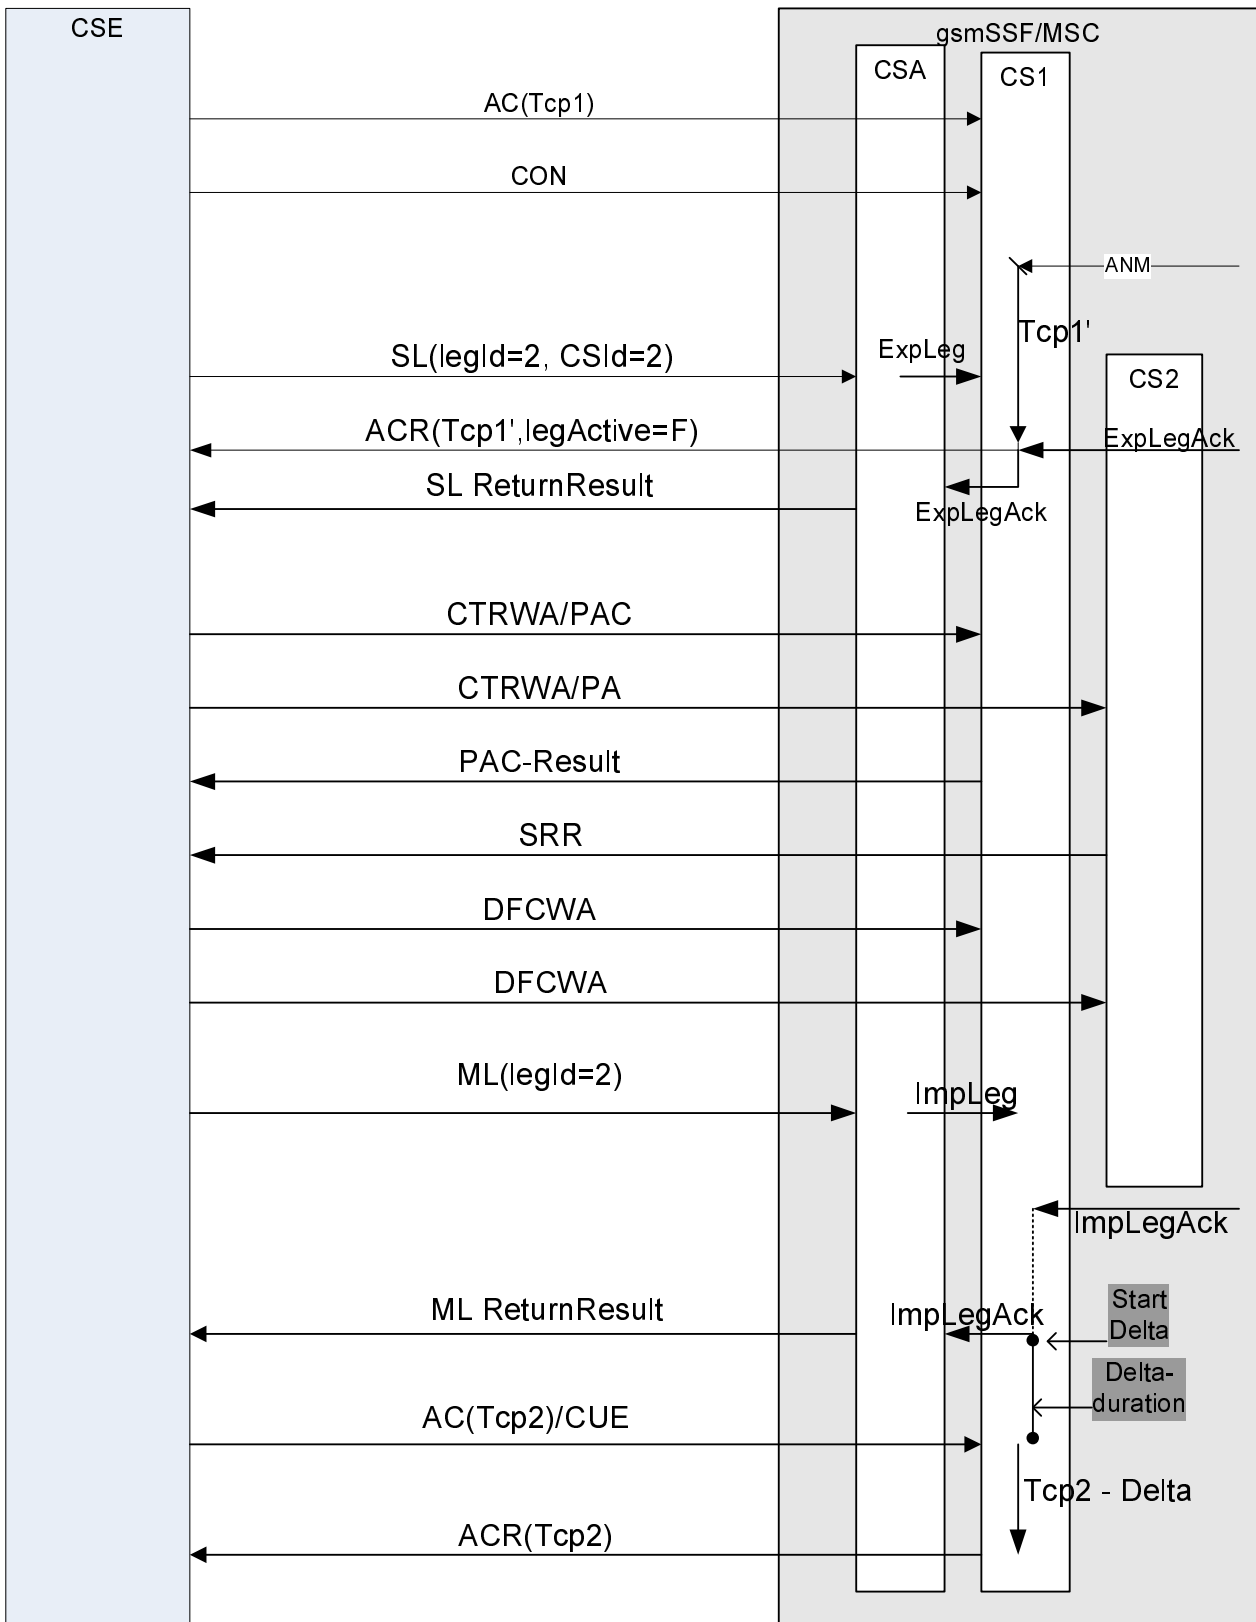 CSE
gsmSSF/MSC
CSA
CS1
AC(Tcp1)
CON
ANM
Tcp1'
SL(legId=2, CSId=2)
ExpLeg
CS2
ACR(Tcp1',legActive=F)
ExpLegAck
SL ReturnResult
ExpLegAck
CTRWA/PAC
CTRWA/PA
PAC-Result
SRR
DFCWA
DFCWA
ML(legId=2)
ImpLeg
ImpLegAck
ML ReturnResult
ImpLegAck
Start
Delta
Delta-
duration
AC(Tcp2)/CUE
Tcp2 - Delta
ACR(Tcp2)